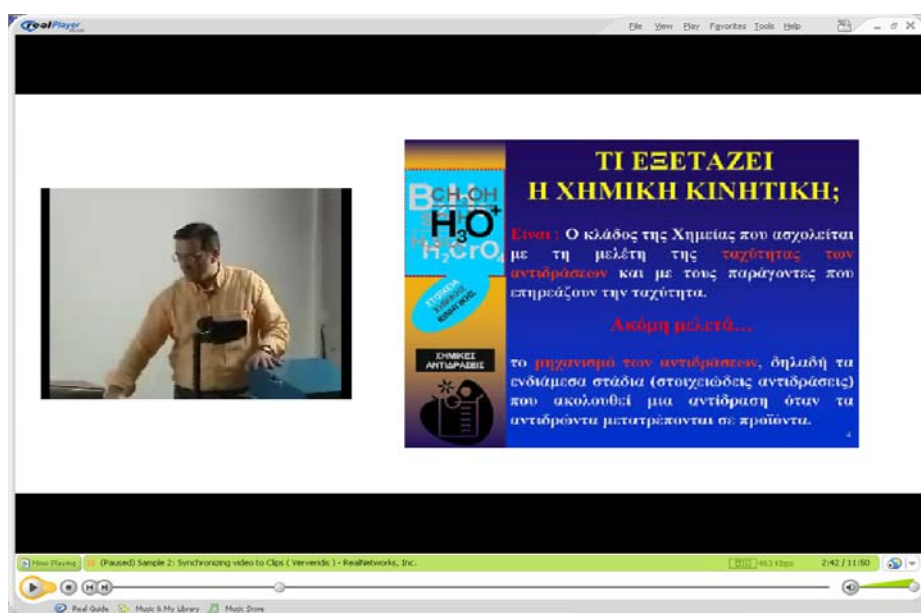 realPlayer
File View Play Favorites Tools Help
ΤΙ ΕΞΕΤΑΖΕΙ
Η ΧΗΜΙΚΗ ΚΙΝΗΤΙΚΗ;
CH₃OH
H₃O⁺
H₂CrO₄
ΣΤΟΙΧΕΙΑ
ΧΗΜΙΚΗΣ
ΚΙΝΗΤΙΚΗΣ
ΧΗΜΙΚΕΣ
ΑΝΤΙΔΡΑΣΕΙΣ
Είναι : Ο κλάδος της Χημείας που ασχολείται
με τη μελέτη της ταχύτητας των
αντιδράσεων και με τους παράγοντες που
επηρεάζουν την ταχύτητα.
Ακόμη μελετά...
το μηχανισμό των αντιδράσεων, δηλαδή τα
ενδιάμεσα στάδια (στοιχειώδεις αντιδράσεις)
που ακολουθεί μια αντίδραση όταν τα
αντιδρώντα μετατρέπονται σε προϊόντα.
4
Now Playing (Paused) Sample 2: Synchronizing video to Clips ( Ververidis ) - RealNetworks, Inc. 463 Kbps 2:42 / 11:50
Real Guide Music & My Library Music Store